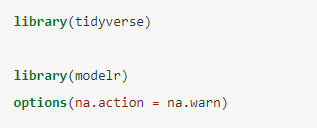 library(tidyverse)
library(modelr)
options(na.action = na.warn)